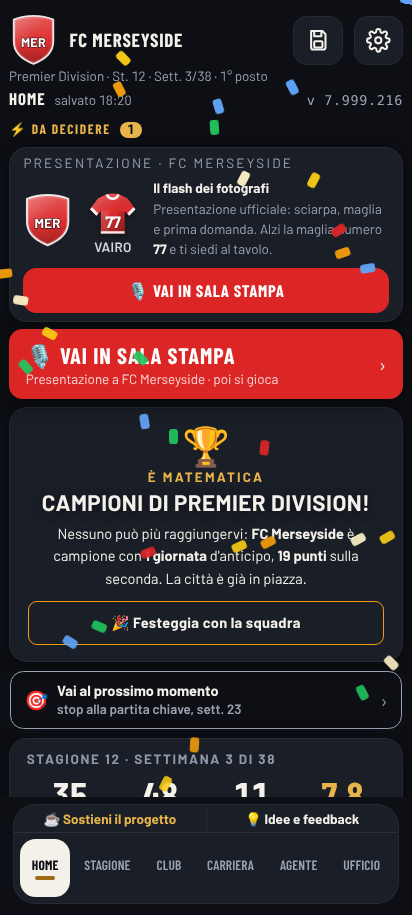 MER
FC MERSEYSIDE
Premier Division · St. 12 · Sett. 3/38 · 1° posto
HOME salvato 18:20 v 7.999.216
⚡ DA DECIDERE 1
PRESENTAZIONE · FC MERSEYSIDE
MER
77
VAIRO
Il flash dei fotografi
Presentazione ufficiale: sciarpa, maglia
e prima domanda. Alzi la maglia numero
77 e ti siedi al tavolo.
🎙️ VAI IN SALA STAMPA
🎙️ VAI IN SALA STAMPA ›
Presentazione a FC Merseyside · poi si gioca
🏆
È MATEMATICA
CAMPIONI DI PREMIER DIVISION!
Nessuno può più raggiungervi: FC Merseyside è
campione con giornata d'anticipo, 19 punti sulla
seconda. La città è già in piazza.
🎉 Festeggia con la squadra
🎯 Vai al prossimo momento ›
stop alla partita chiave, sett. 23
STAGIONE 12 · SETTIMANA 3 DI 38
35 48 11 7.8
☕ Sostieni il progetto 💡 Idee e feedback
HOME STAGIONE CLUB CARRIERA AGENTE UFFICIO